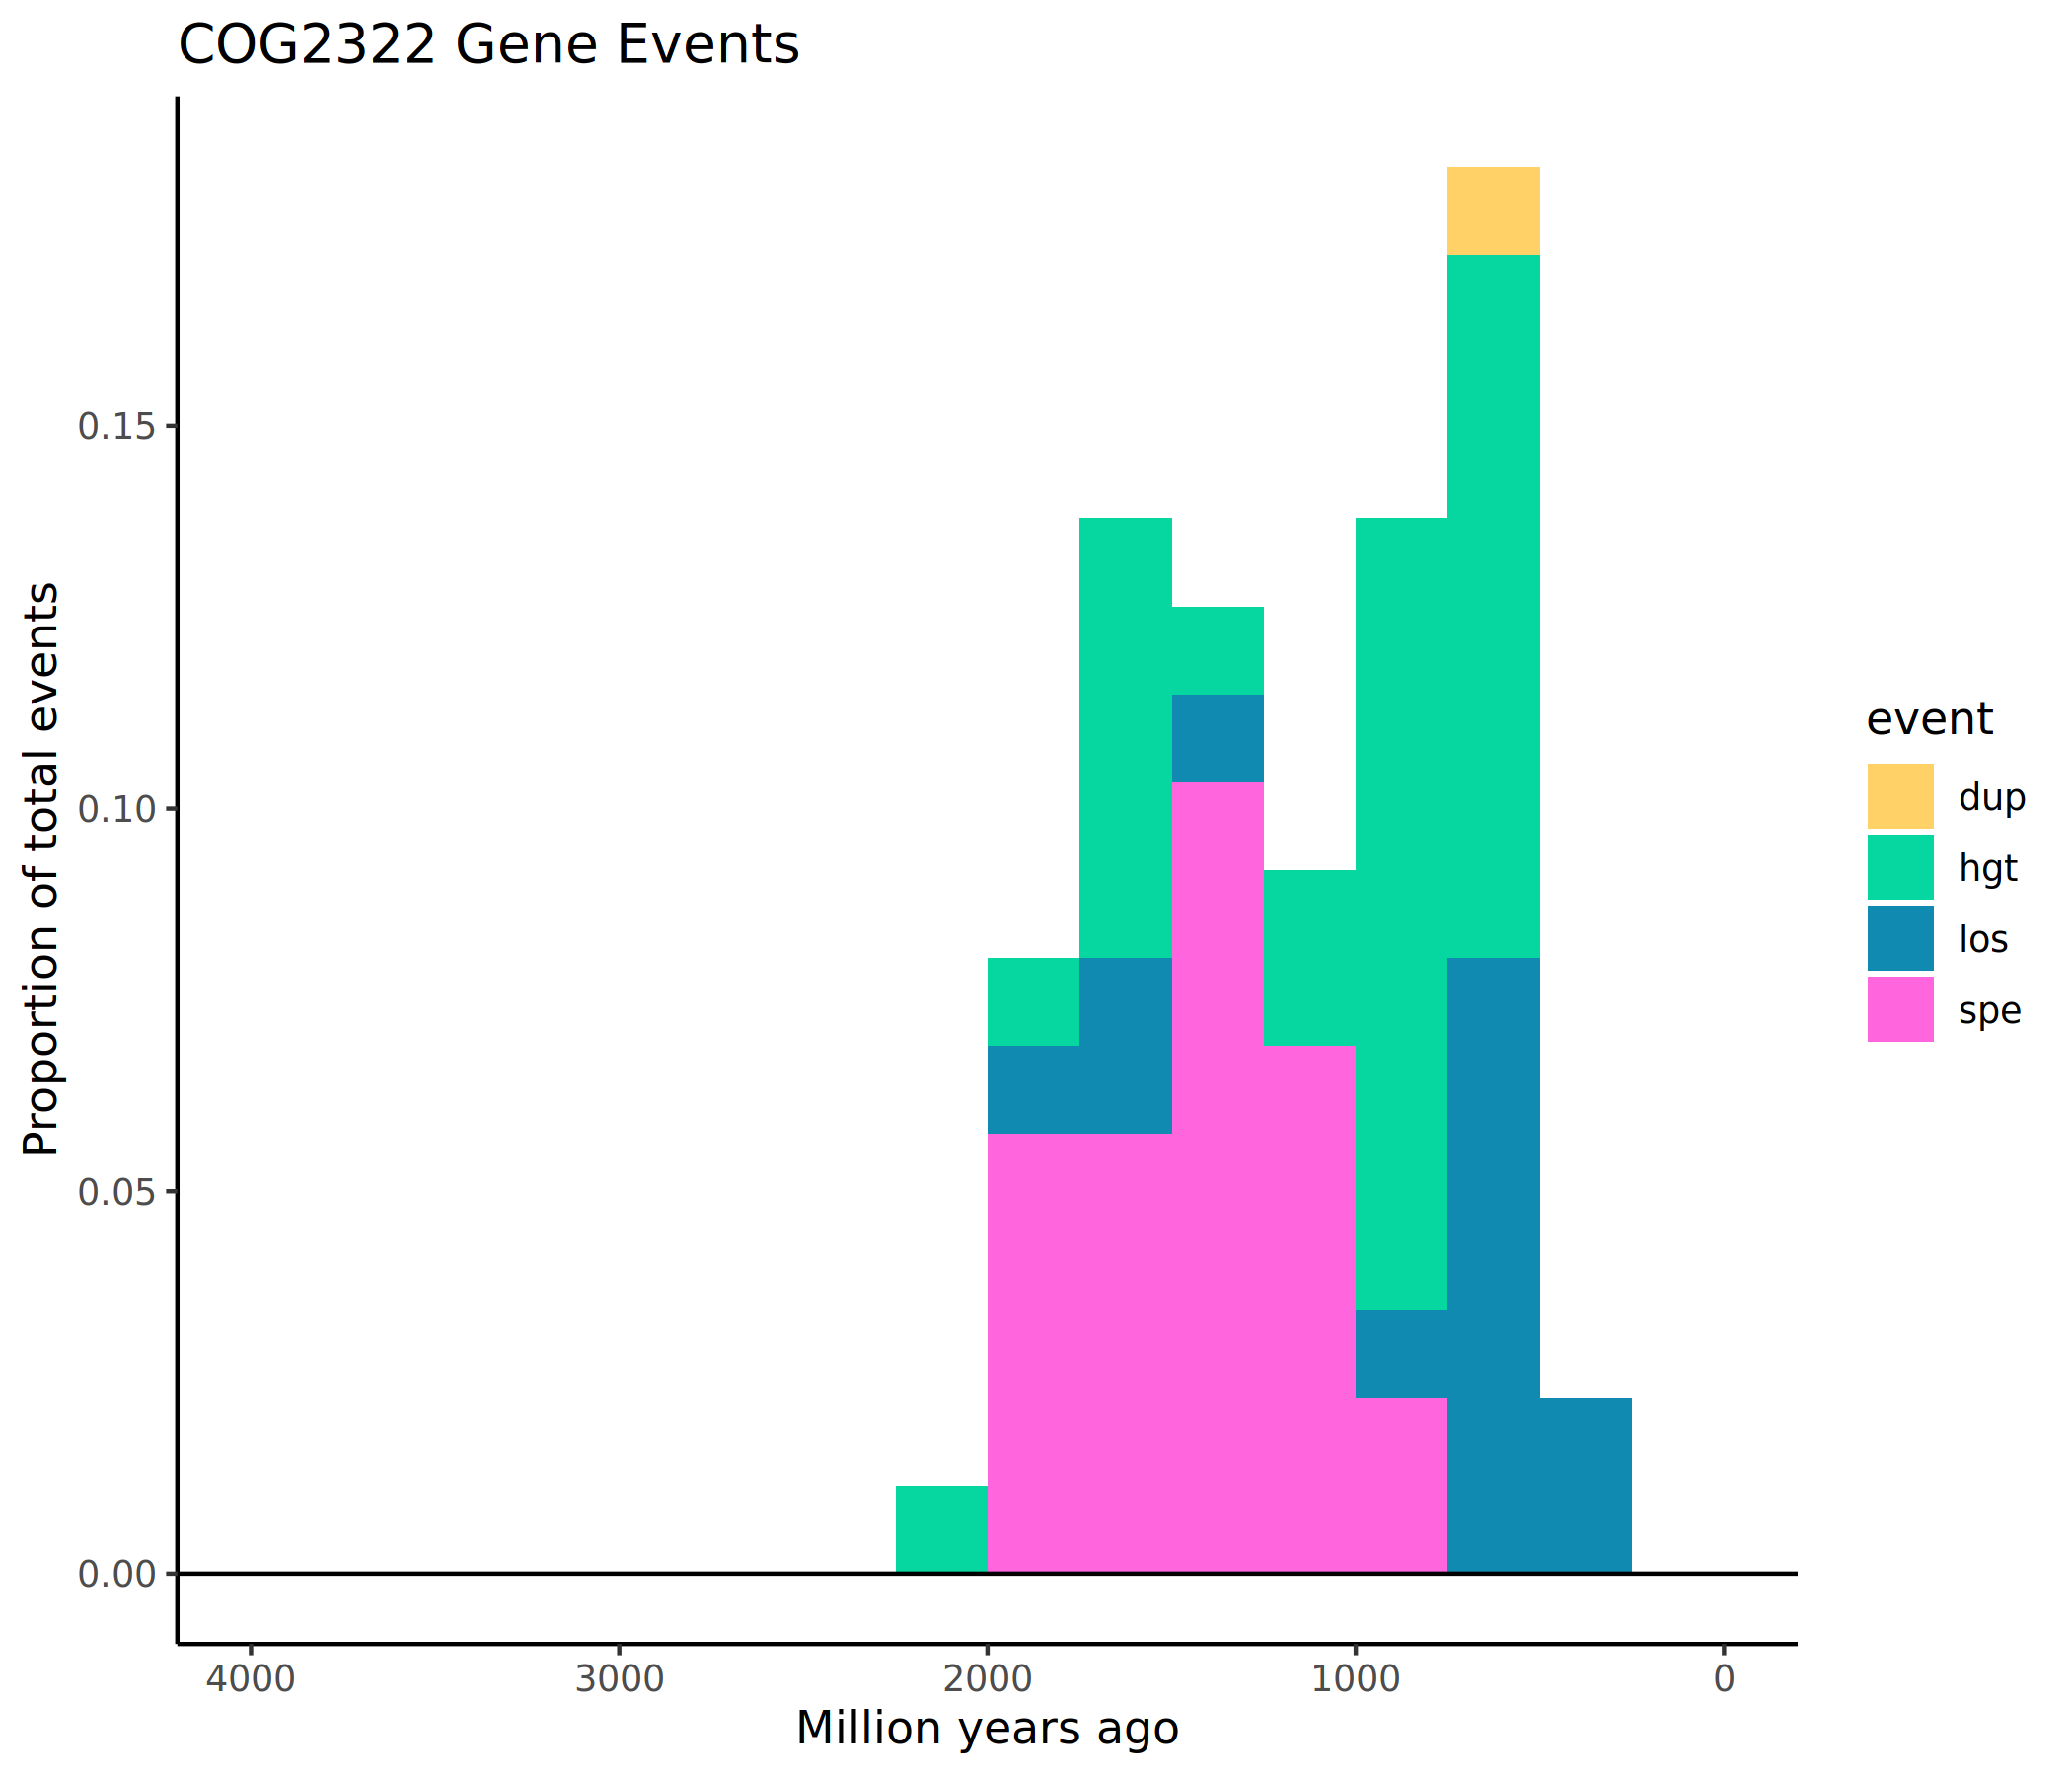 COG2322 Gene Events
Proportion of total events
0.15
0.10
0.05
0.00
4000 3000 2000 1000 0
Million years ago
event
dup
hgt
los
spe